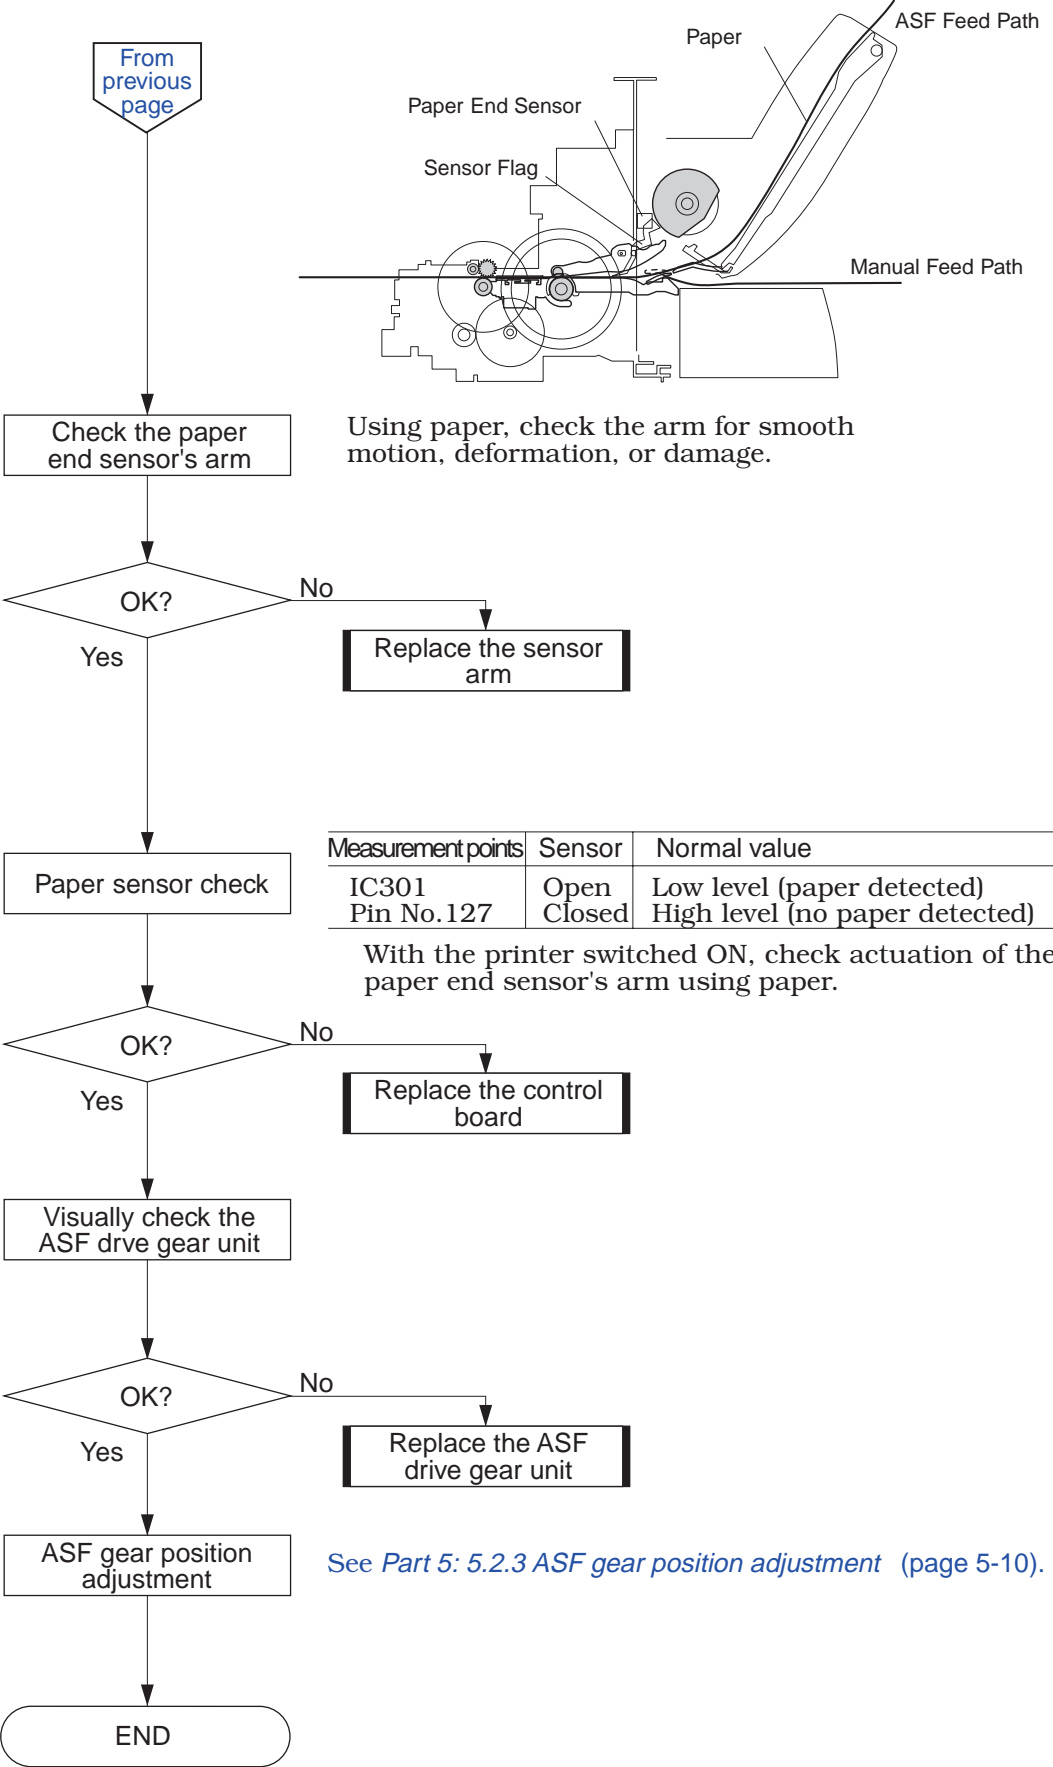 From
previous
page
ASF Feed Path
Paper
Paper End Sensor
Sensor Flag
Manual Feed Path
Check the paper
end sensor's arm
Using paper, check the arm for smooth
motion, deformation, or damage.
OK?
No
Yes
Replace the sensor
arm
Paper sensor check
Measurement points Sensor Normal value
IC301 Open Low level (paper detected)
Pin No.127 Closed High level (no paper detected)
With the printer switched ON, check actuation of the
paper end sensor's arm using paper.
OK?
No
Yes
Replace the control
board
Visually check the
ASF drve gear unit
OK?
No
Yes
Replace the ASF
drive gear unit
ASF gear position
adjustment
See Part 5: 5.2.3 ASF gear position adjustment (page 5-10).
END